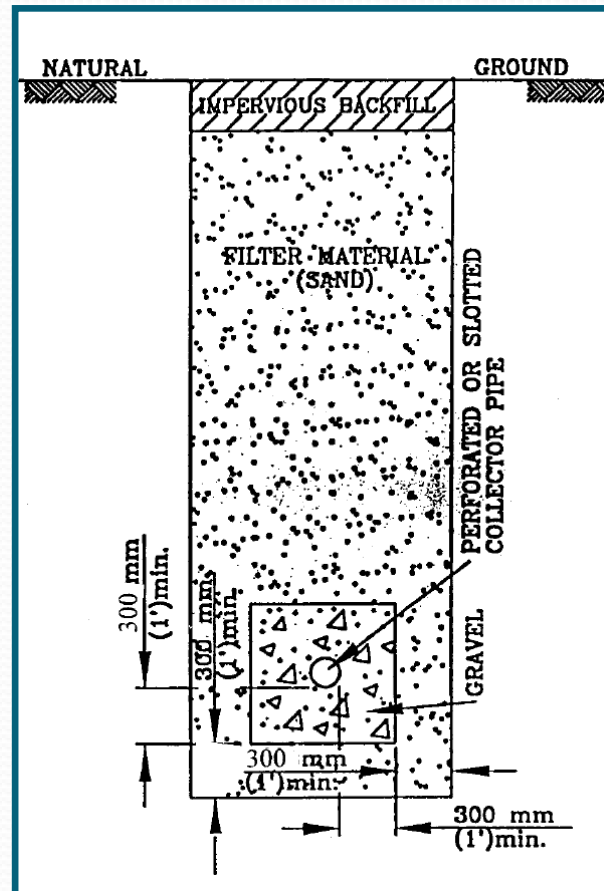 NATURAL
GROUND
IMPERVIOUS BACKFILL
FILTER MATERIAL
(SAND)
PERFORATED OR SLOTTED
COLLECTOR PIPE
300 mm
(1')min.
300 mm
(1')min.
GRAVEL
300 mm
(1')min.
300 mm
(1')min.